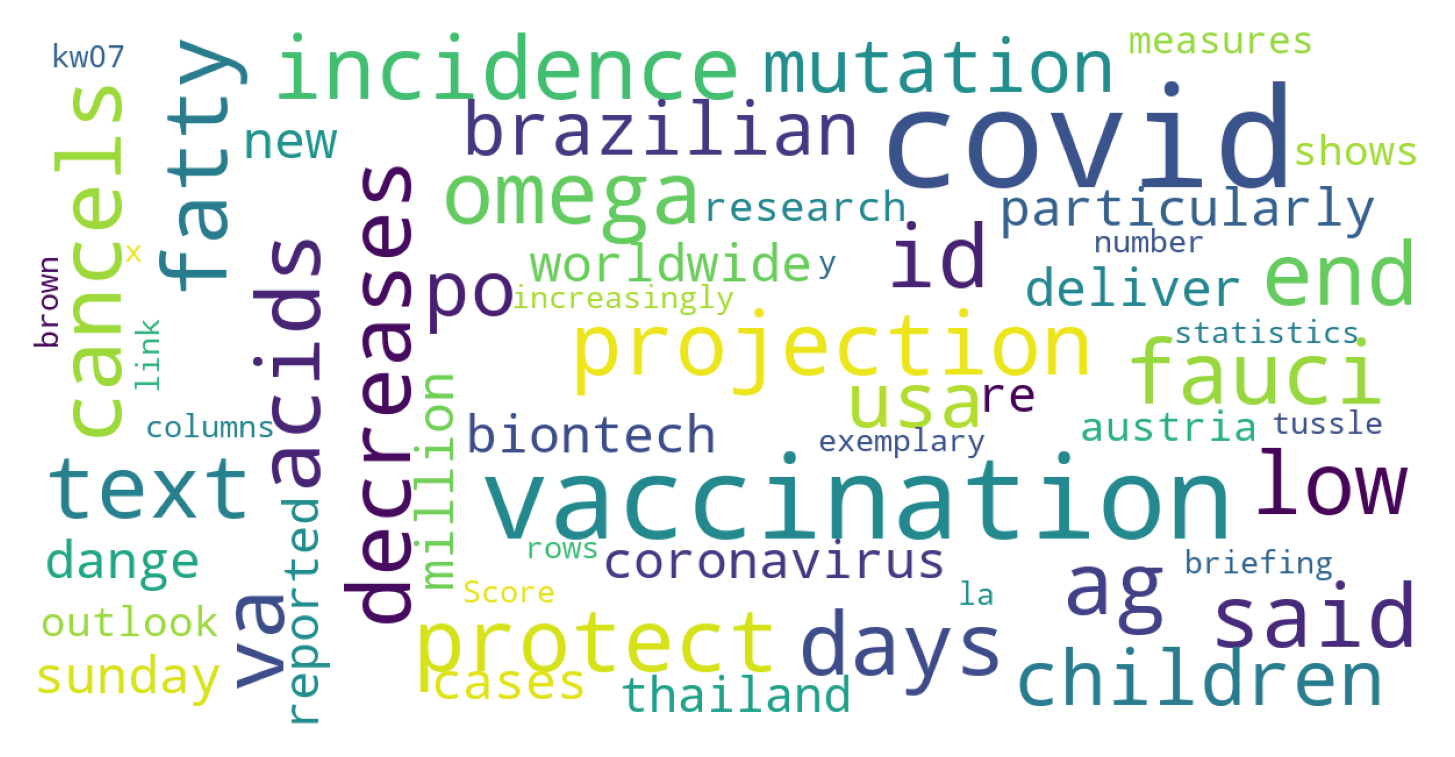 kw07
cancels
fatty
incidence
mutation
measures
new
brazilian
covid
shows
omega
research
particularly
acids
decreases
po
worldwide
y
id
number
deliver
end
brown
x
link
increasingly
projection
statistics
fauci
usa
re
columns
million
biontech
exemplary
austria
tussle
text
vaccination
low
reported
dange
rows
coronavirus
ag
briefing
va
Score
la
said
outlook
protect
days
sunday
cases
thailand
children